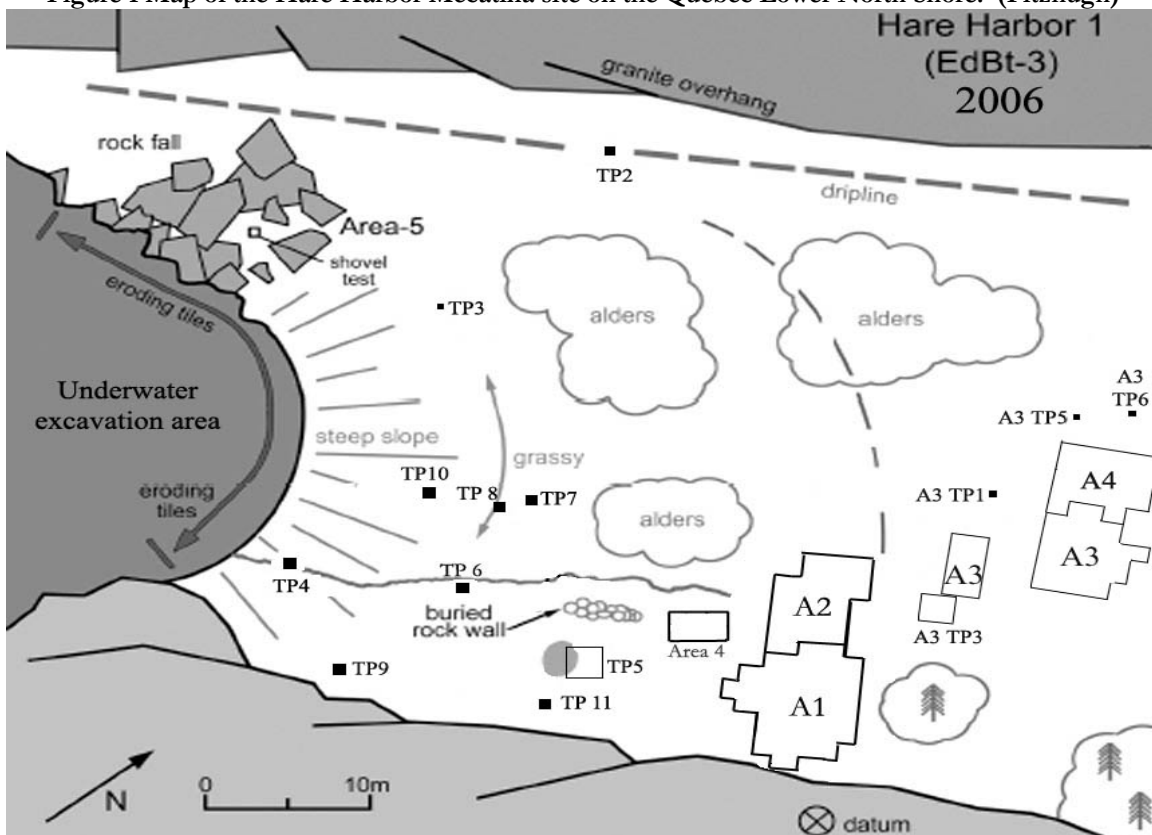 Figure 1 Map of the Hare Harbor Mecatina site on the Quebec Lower North Shore. (Fitzhugh)
Hare Harbor 1
(EdBt-3)
2006
granite overhang
rock fall
TP2
dripline
Area-5
shovel
test
eroding tiles
TP3
alders
alders
Underwater
excavation area
A3
TP6
A3 TP5
steep slope
grassy
TP10
TP 8
TP7
A3 TP1
A4
eroding
tiles
alders
A3
A3
TP4
TP 6
A2
buried
rock wall
A3 TP3
Area 4
TP5
TP9
TP 11
A1
N
0
10m
datum